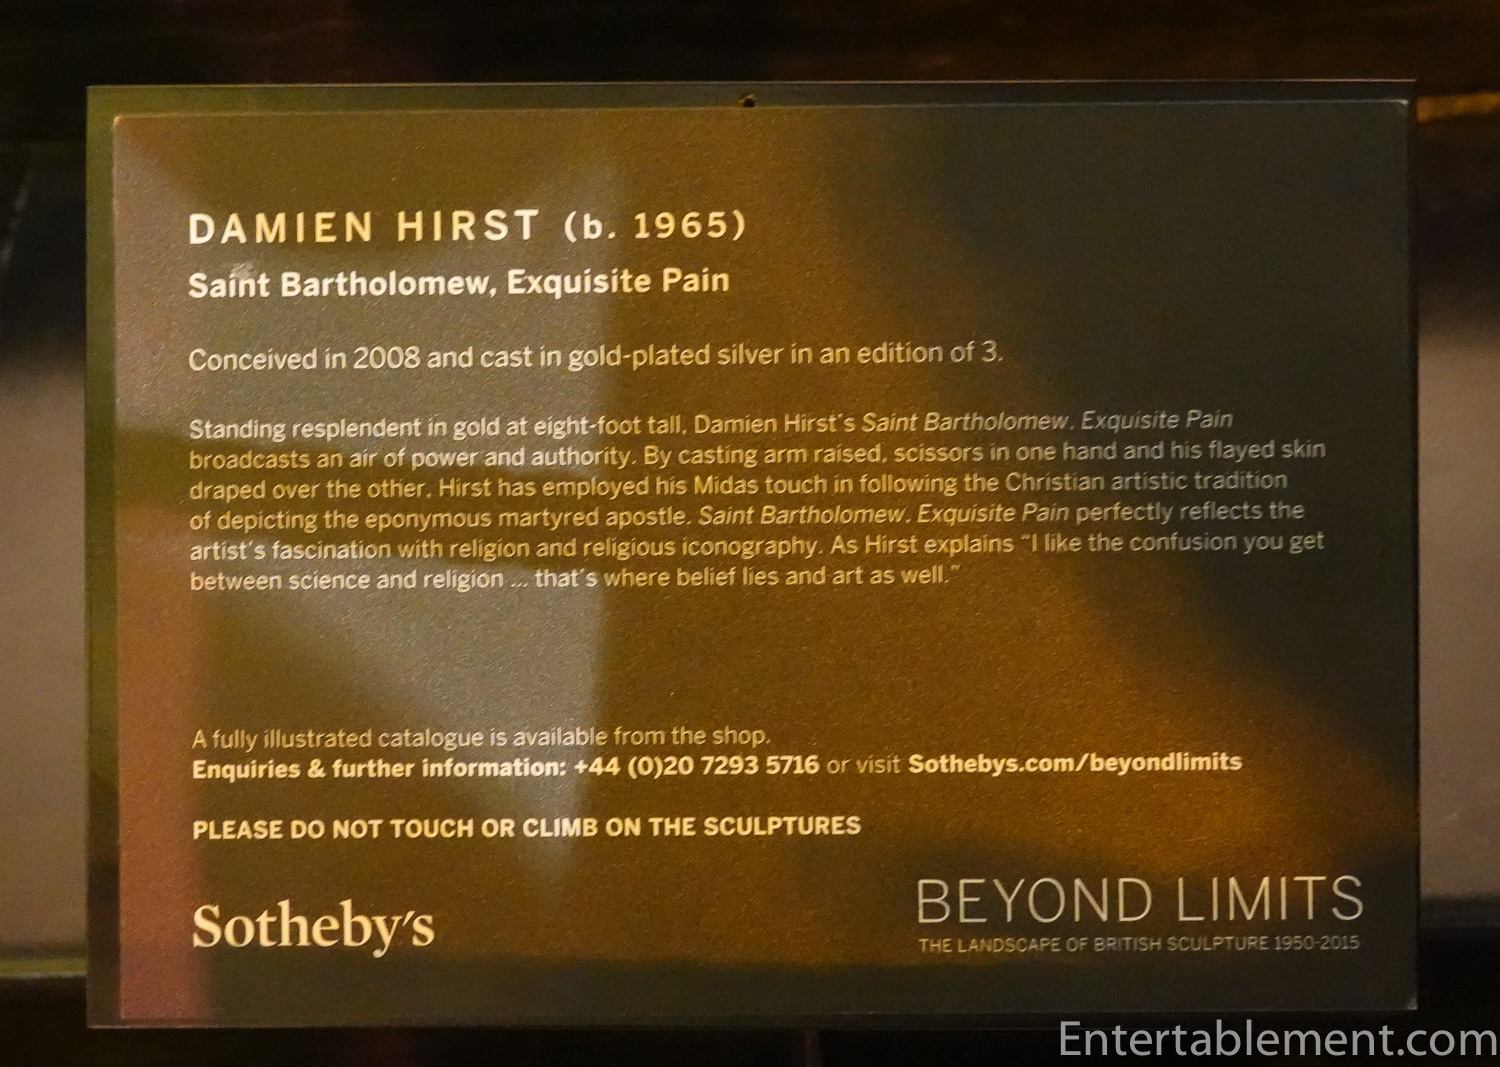 DAMIEN HIRST (b. 1965)
Saint Bartholomew, Exquisite Pain
Conceived in 2008 and cast in gold-plated silver in an edition of 3.
Standing resplendent in gold at eight-foot tall, Damien Hirst's Saint Bartholomew, Exquisite Pain
broadcasts an air of power and authority. By casting arm raised, scissors in one hand and his flayed skin
draped over the other, Hirst has employed his Midas touch in following the Christian artistic tradition
of depicting the eponymous martyred apostle. Saint Bartholomew, Exquisite Pain perfectly reflects the
artist's fascination with religion and religious iconography. As Hirst explains “I like the confusion you get
between science and religion ... that's where belief lies and art as well.”
A fully illustrated catalogue is available from the shop.
Enquiries & further information: +44 (0)20 7293 5716 or visit Sothebys.com/beyondlimits
PLEASE DO NOT TOUCH OR CLIMB ON THE SCULPTURES
Sotheby's
BEYOND LIMITS
THE LANDSCAPE OF BRITISH SCULPTURE 1950-2015
Entertablement.com